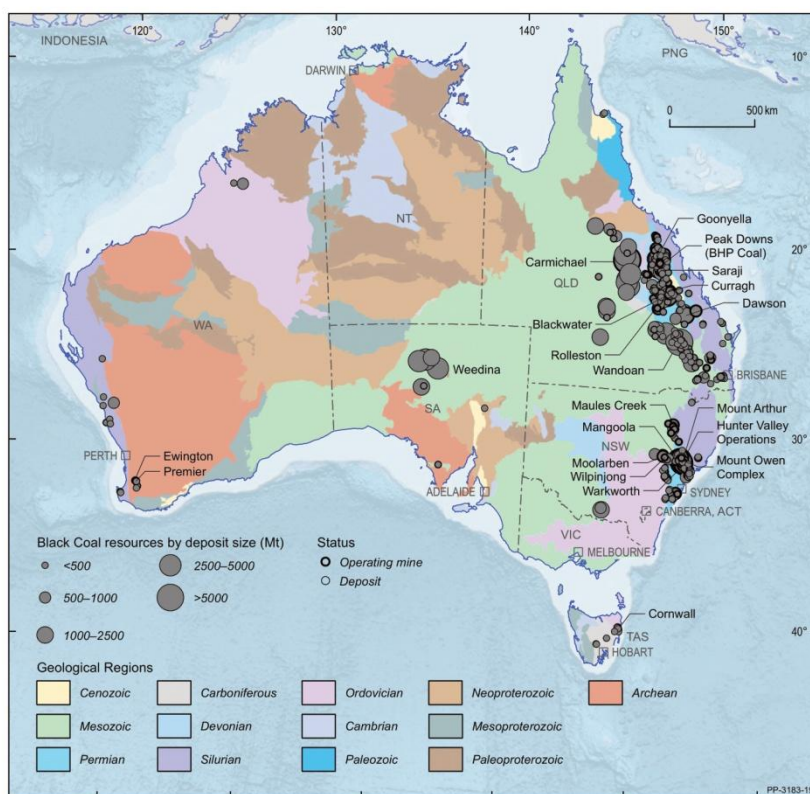 120°
130°
140°
150°
INDONESIA
PNG
10°
DARWIN
0
500 km
NT
Goonyella
20°
Peak Downs
(BHP Coal)
Carmichael
Saraji
QLD
Curragh
Dawson
WA
Blackwater
Rolleston
Weedina
Wandoan
BRISBANE
SA
Maules Creek
Mount Arthur
30°
Mangoola
Hunter Valley
Operations
NSW
PERTH
Ewington
Moolarben
Mount Owen
Complex
Premier
Wilpinjong
ADELAIDE
Warkworth
SYDNEY
CANBERRA, ACT
VIC
MELBOURNE
Black Coal resources by deposit size (Mt)
<500
2500–5000
500–1000
>5000
1000–2500
Status
Operating mine
Deposit
Cornwall
40°
TAS
HOBART
Geological Regions
Cenozoic
Carboniferous
Ordovician
Neoproterozoic
Archean
Mesozoic
Devonian
Cambrian
Mesoproterozoic
Permian
Silurian
Paleozoic
Paleoproterozoic